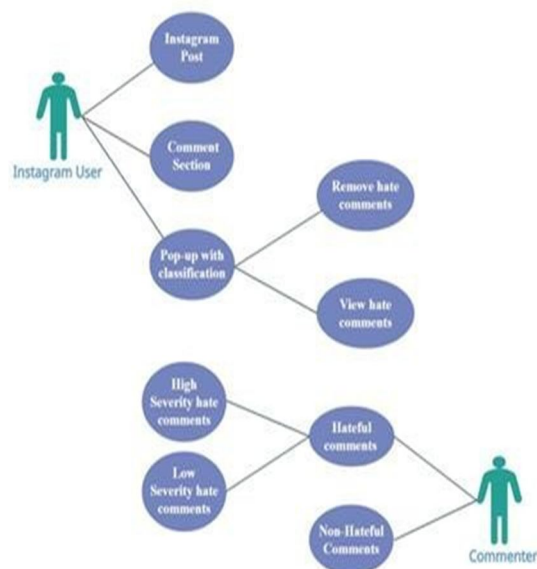 Instagram
Post
Instagram User
Comment
Section
Remove hate
comments
Pop-up with
classification
View hate
comments
High
Severity hate
comments
Hateful
comments
Low
Severity hate
comments
Non-Hateful
Comments
Commenter